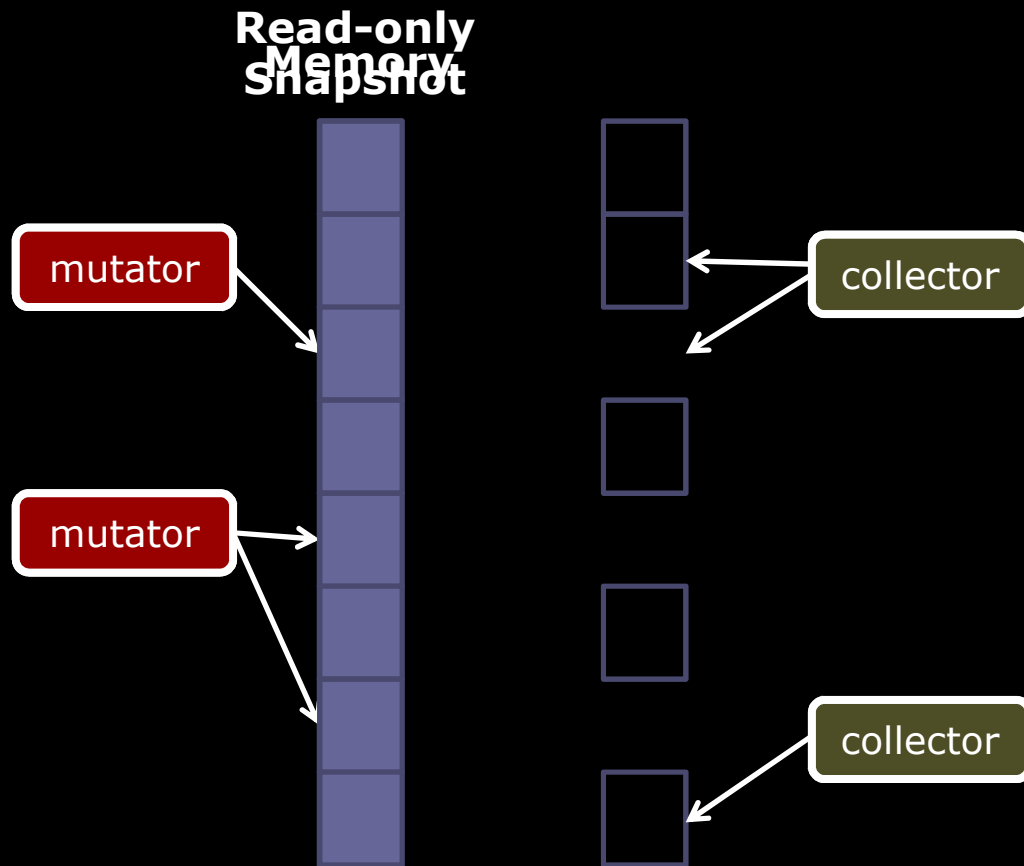 Read-only
Memory
Snapshot
mutator
collector
mutator
collector